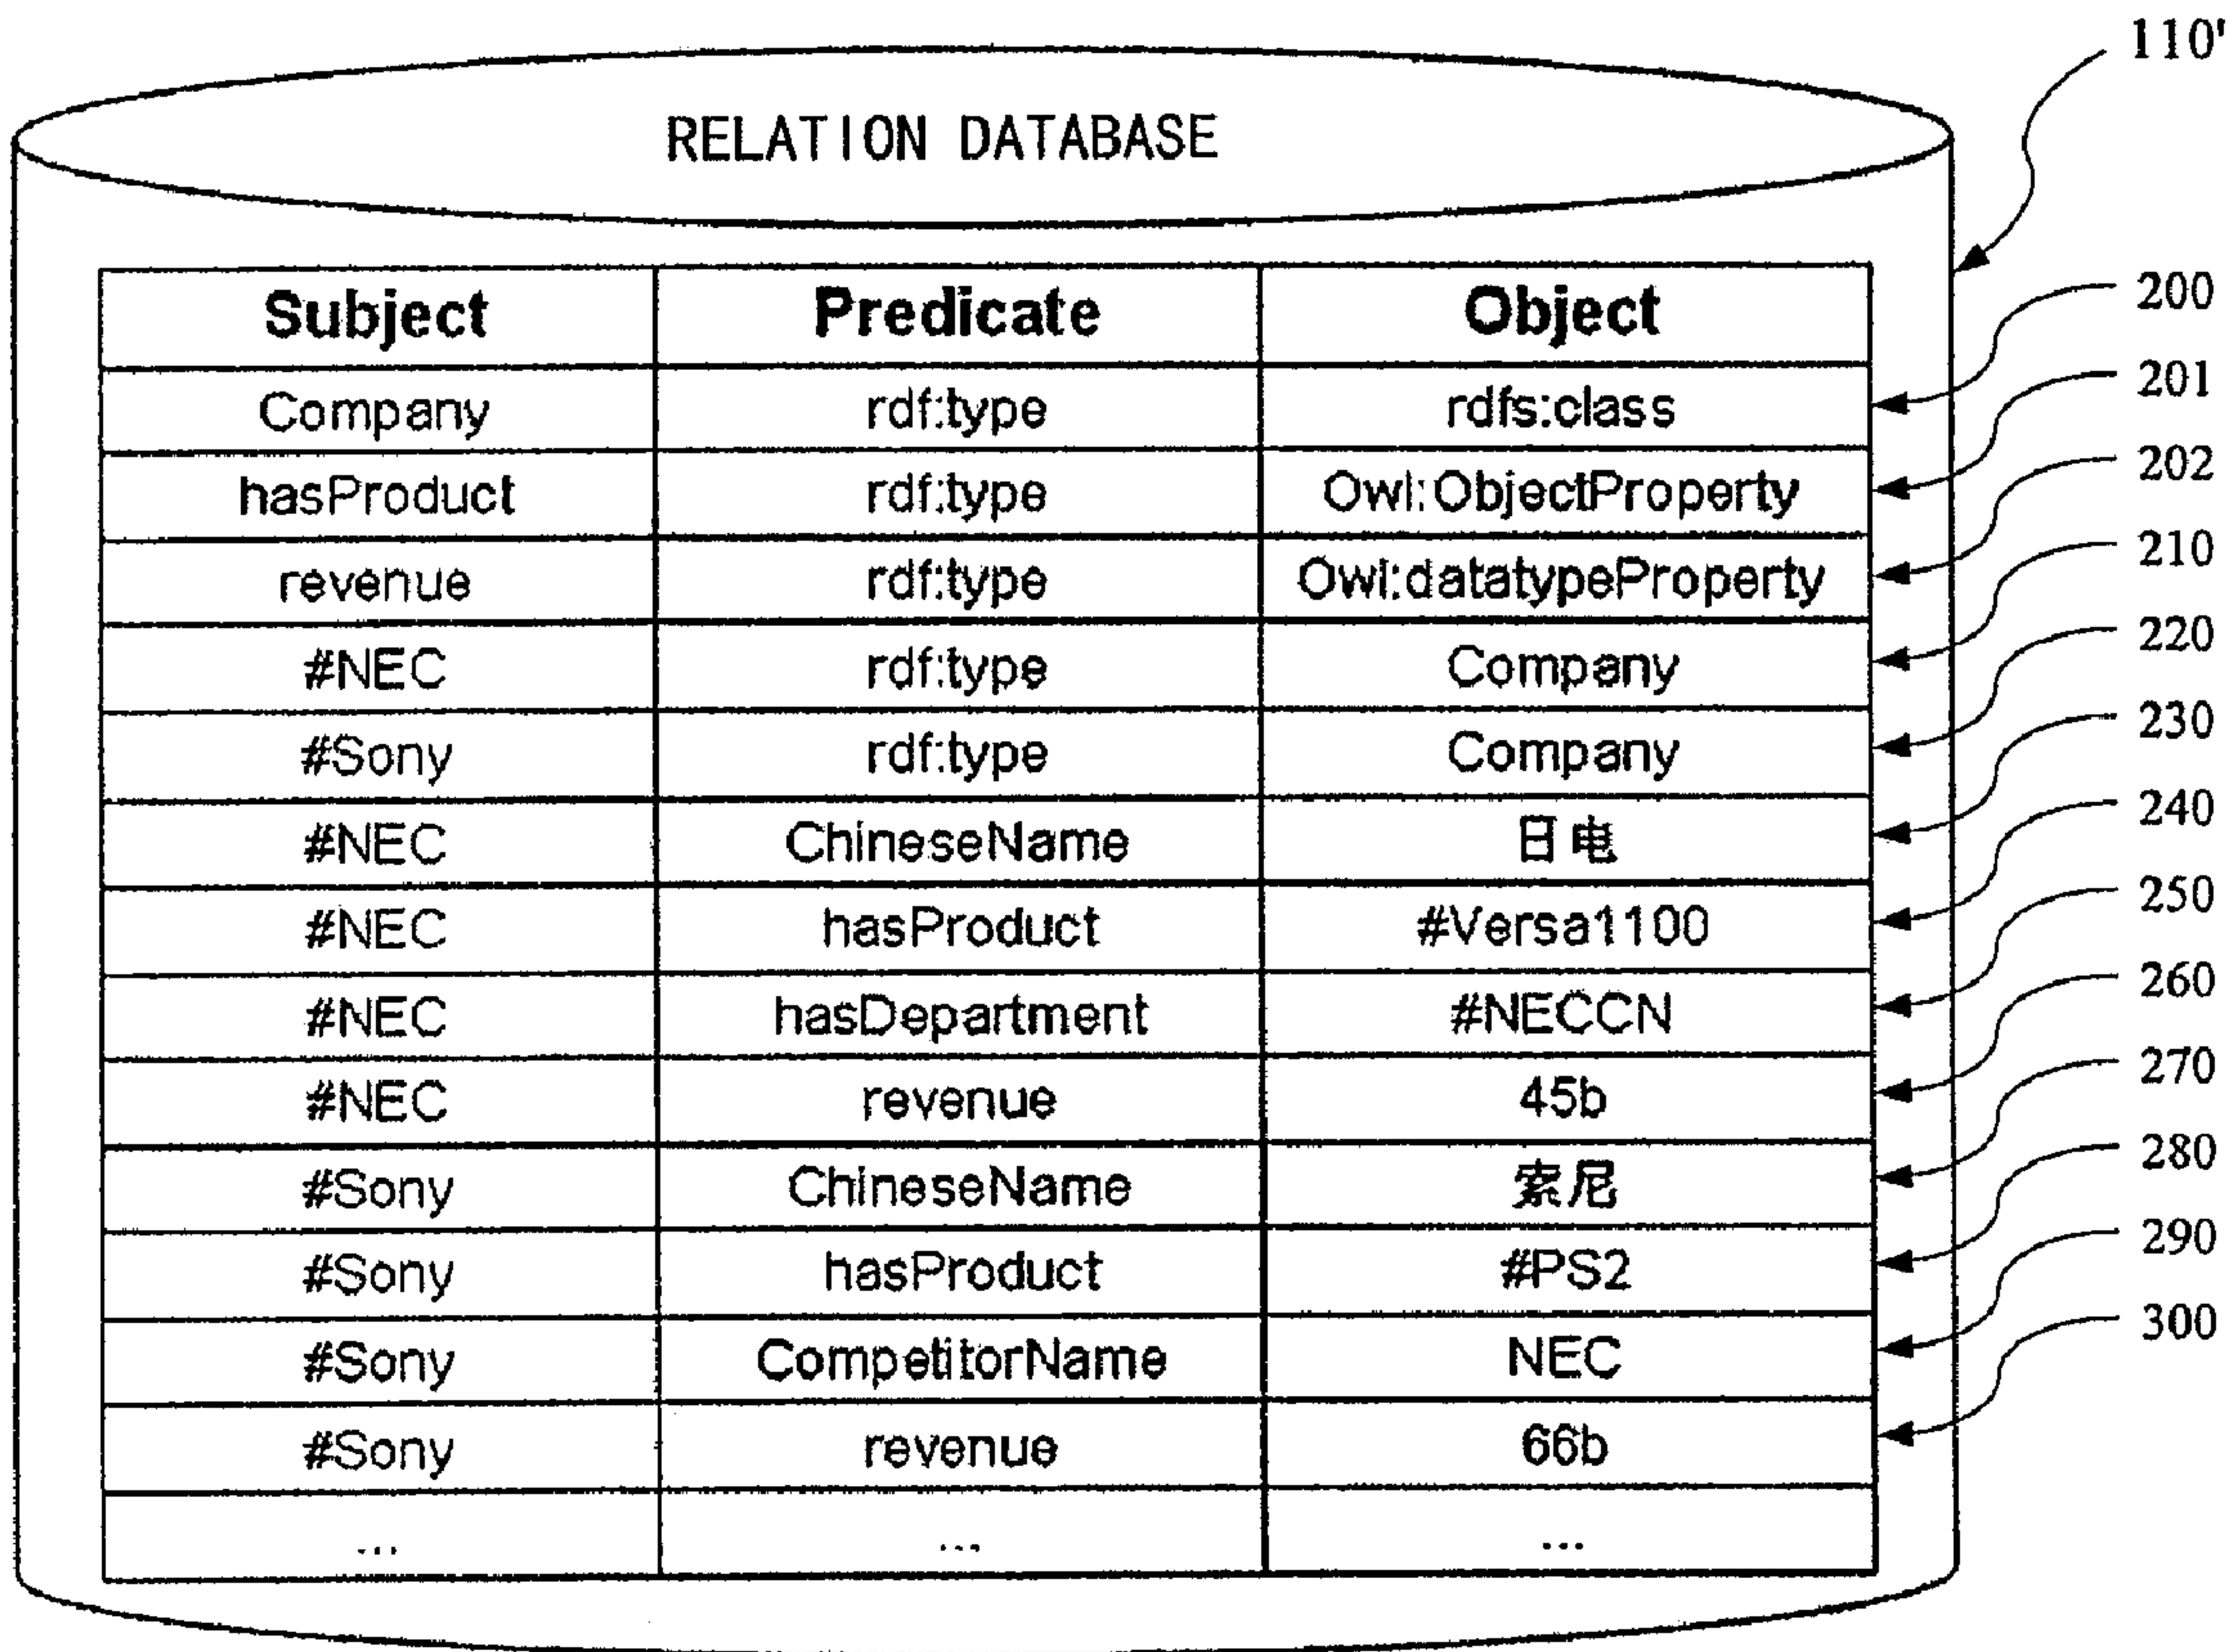 110'
RELATION DATABASE
Subject Predicate Object
200
Company rdf:type rdfs:class
201
hasProduct rdf:type Owl:ObjectProperty
202
revenue rdf:type Owl:datatypeProperty
210
#NEC rdf:type Company
220
#Sony rdf:type Company
230
#NEC ChineseName 日电
240
#NEC hasProduct #Versa1100
250
#NEC hasDepartment #NECCN
260
#NEC revenue 45b
270
#Sony ChineseName 索尼
280
#Sony hasProduct #PS2
290
#Sony CompetitorName NEC
300
#Sony revenue 66b
... ... ...